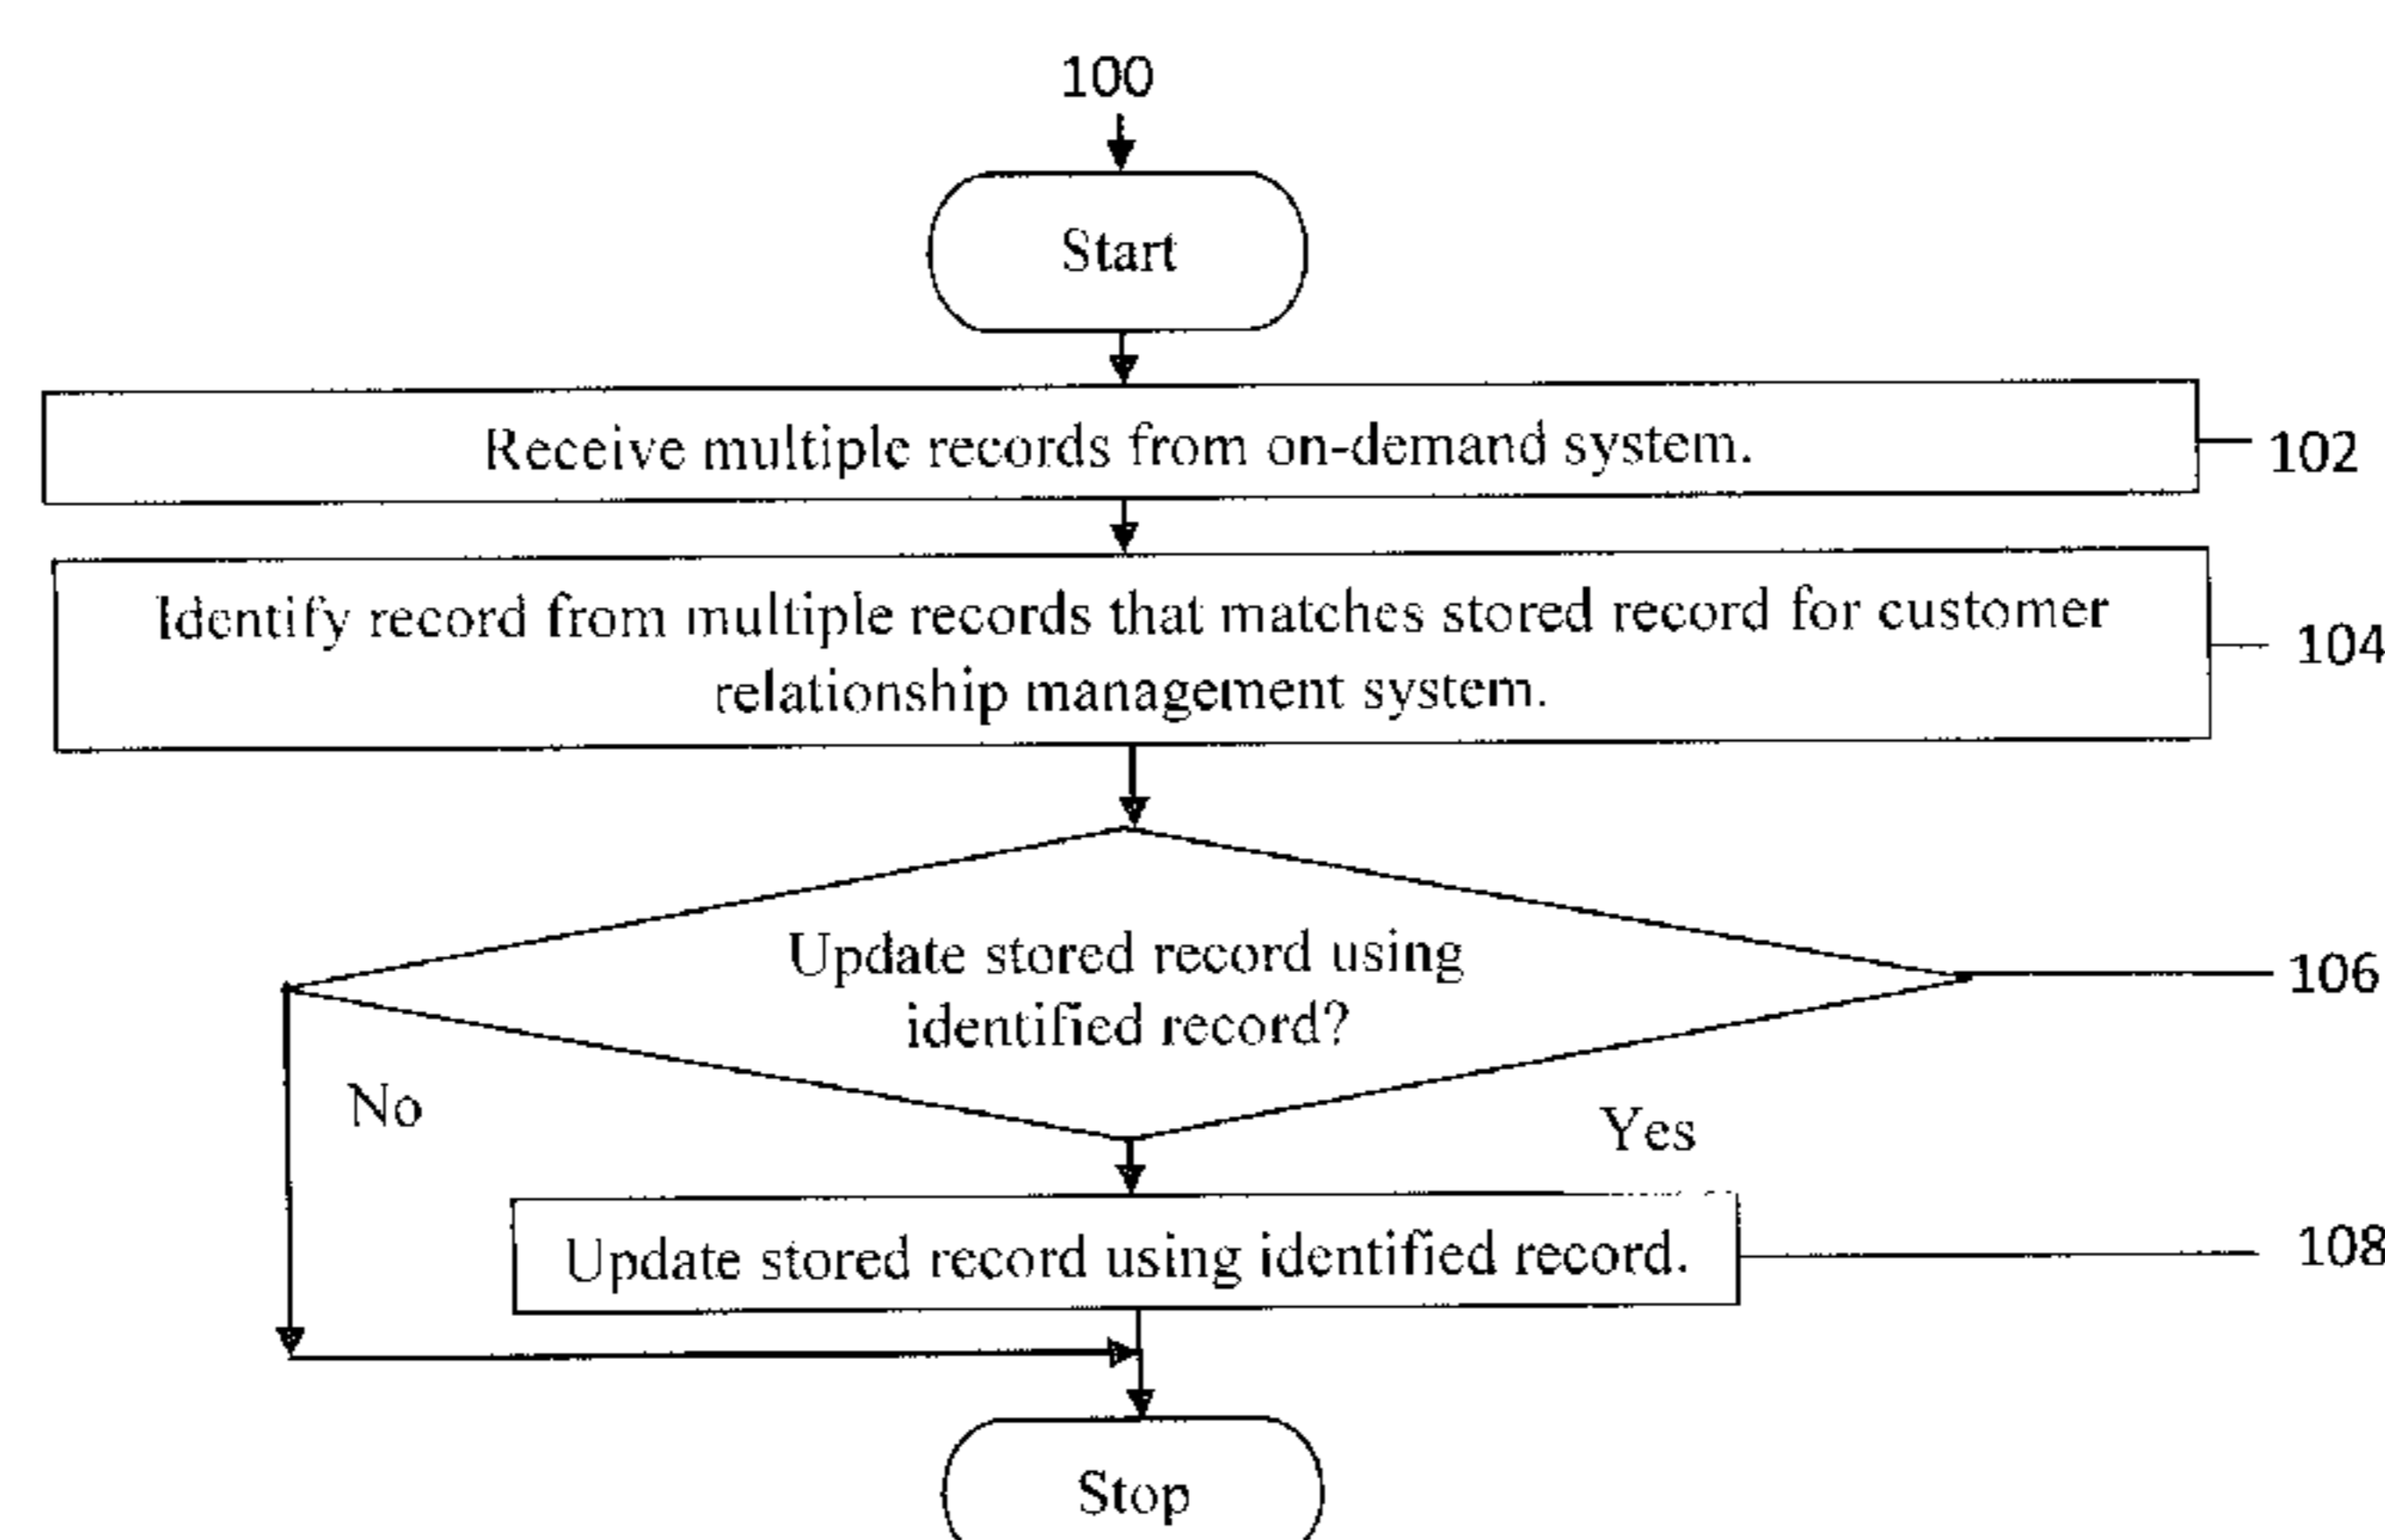 100
Start
Receive multiple records from on-demand system.
102
Identify record from multiple records that matches stored record for customer
relationship management system.
104
Update stored record using
identified record?
106
No
Yes
Update stored record using identified record.
108
Stop